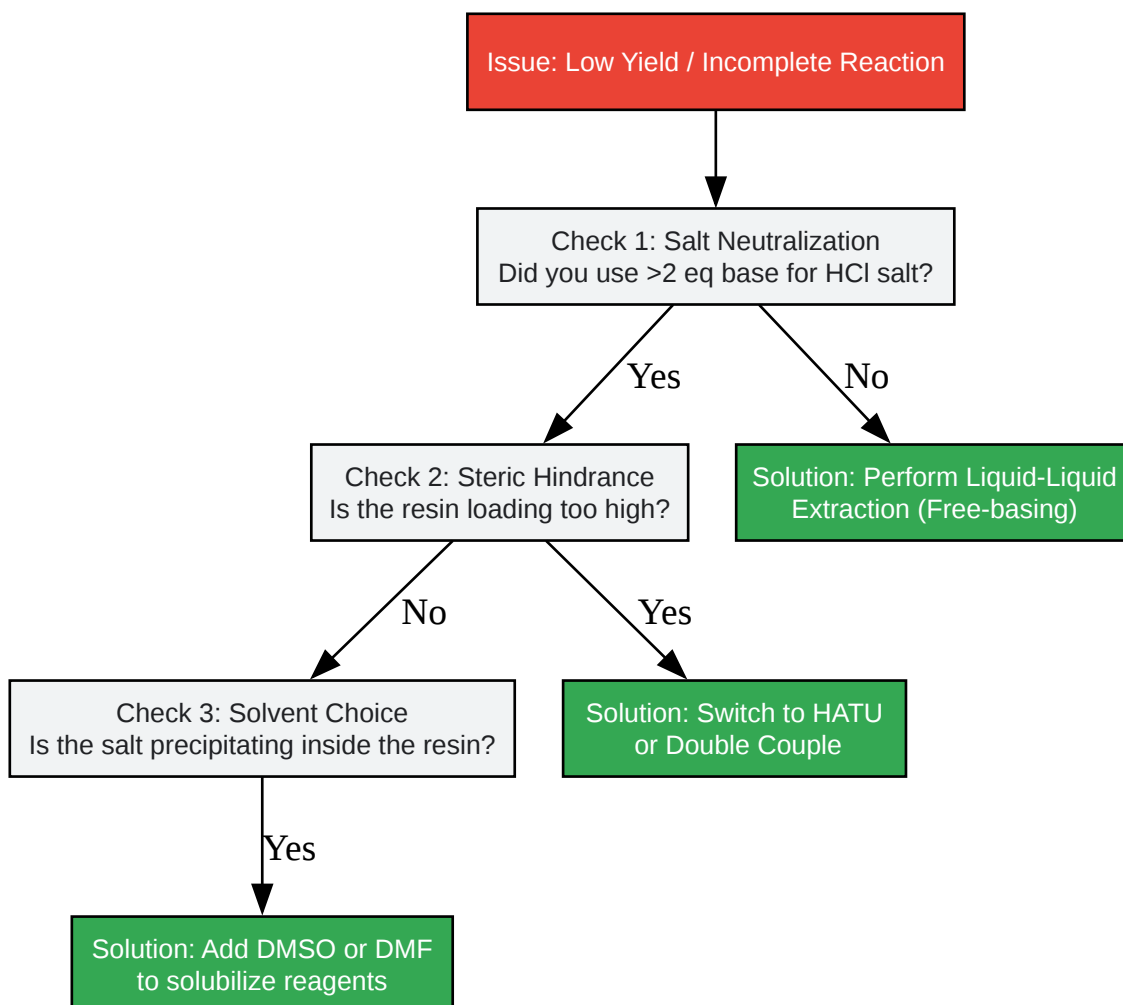 Issue: Low Yield / Incomplete Reaction
Check 1: Salt Neutralization
Did you use >2 eq base for HCl salt?
Yes
No
Check 2: Steric Hindrance
Is the resin loading too high?
Solution: Perform Liquid-Liquid
Extraction (Free-basing)
No
Yes
Check 3: Solvent Choice
Is the salt precipitating inside the resin?
Solution: Switch to HATU
or Double Couple
Yes
Solution: Add DMSO or DMF
to solubilize reagents